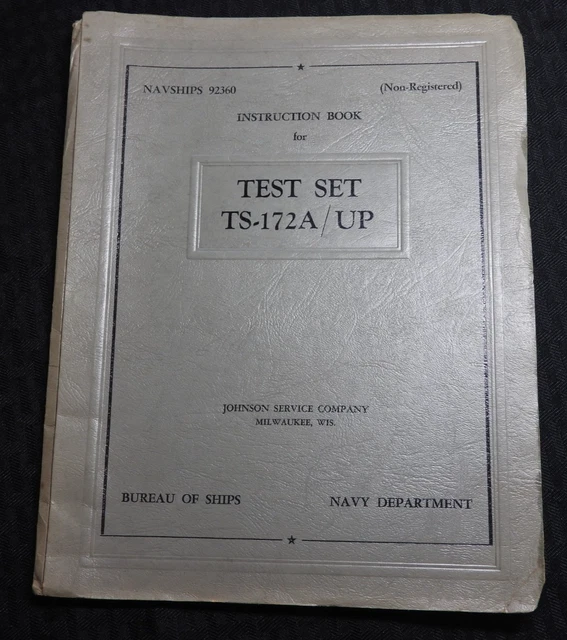 NAVSHIPS 92360 (Non-Registered)
INSTRUCTION BOOK
for
TEST SET
TS-172A/UP
JOHNSON SERVICE COMPANY
MILWAUKEE, WIS.
BUREAU OF SHIPS NAVY DEPARTMENT